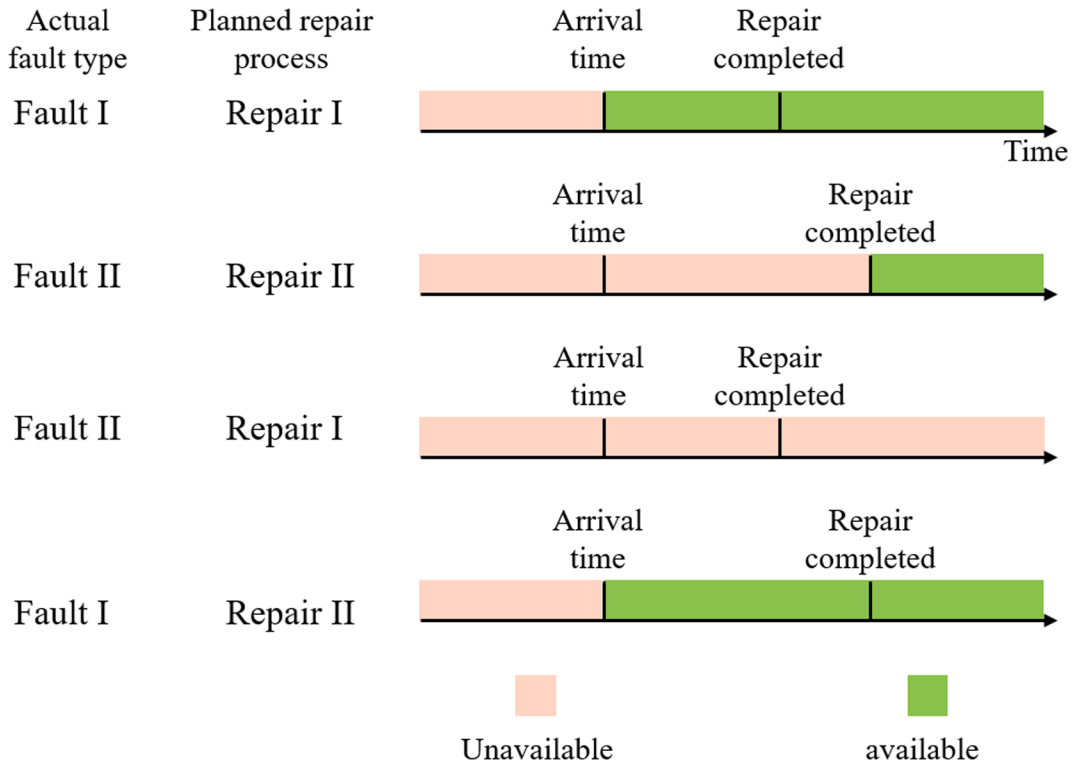 Actual
fault type
Planned repair
process
Arrival
time
Repair
completed
Fault I
Repair I
Time
Arrival
time
Repair
completed
Fault II
Repair II
Arrival
time
Repair
completed
Fault II
Repair I
Arrival
time
Repair
completed
Fault I
Repair II
Unavailable
available